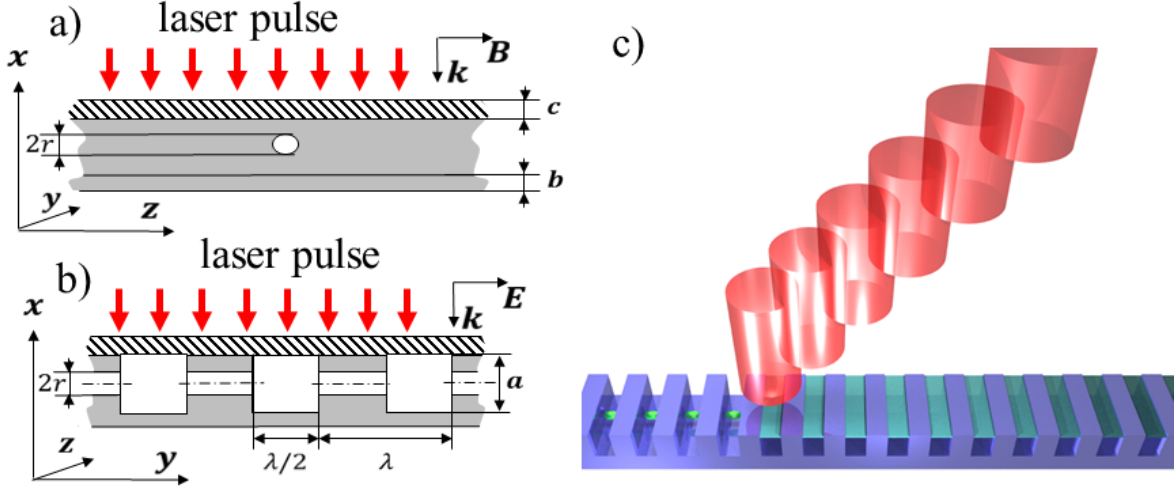 a)
laser pulse
x
B
k
c
2r
b
y
z
laser pulse
b)
x
E
k
2r
a
z
y
λ/2
λ
c)